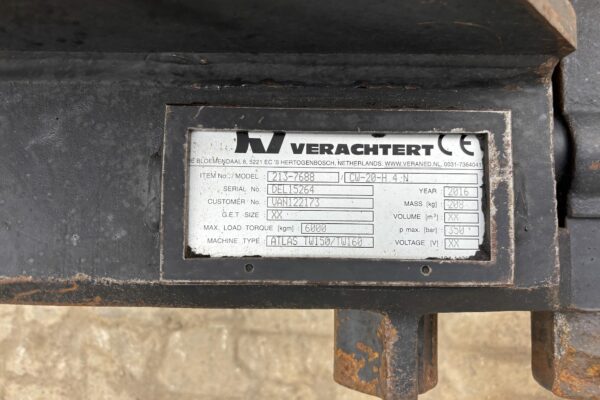 VERACHTERT CE
DE BLOEMENDAAL 8, 5221 EC 'S HERTOGENBOSCH, NETHERLANDS. WWW.VERANED.NL, 0031-7364041
ITEM No. / MODEL 213-7688 / CW-20-H.4.N
SERIAL No. DEL15264 YEAR 2016
CUSTOMER No. VAN122173 MASS [kg] 208
G.E.T SIZE XX VOLUME [m³] XX
MAX. LOAD TORQUE [kgm] 6000 p max. [bar] 350
MACHINE TYPE ATLAS TW150/TW160 VOLTAGE [V] XX